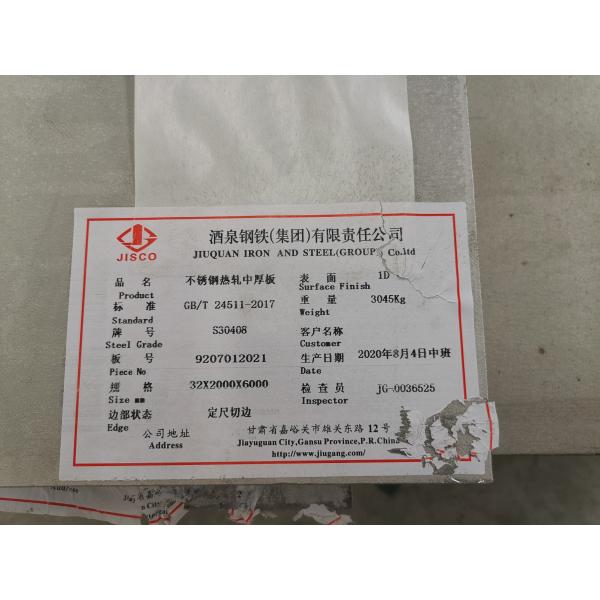 酒泉钢铁(集团)有限责任公司
JIUQUAN IRON AND STEEL(GROUP) Co.ltd
JISCO
品 名 不锈钢热轧中厚板 表 面 1D
Product Surface Finish
标 准 GB/T 24511-2017 重 量 3045Kg
Standard Weight
牌 号 S30408 客户名称
Steel Grade Customer
板 号 9207012021 生产日期 2020年8月4日中班
Piece No Date
规 格 32X2000X6000 检 查 员 JG-0036525
Size mm Inspector
边部状态 定尺切边
Edge
公司地址 甘肃省嘉峪关市雄关东路 12 号
Address Jiayuguan City,Gansu Province,P.R.China
http://www.jiugang.com/